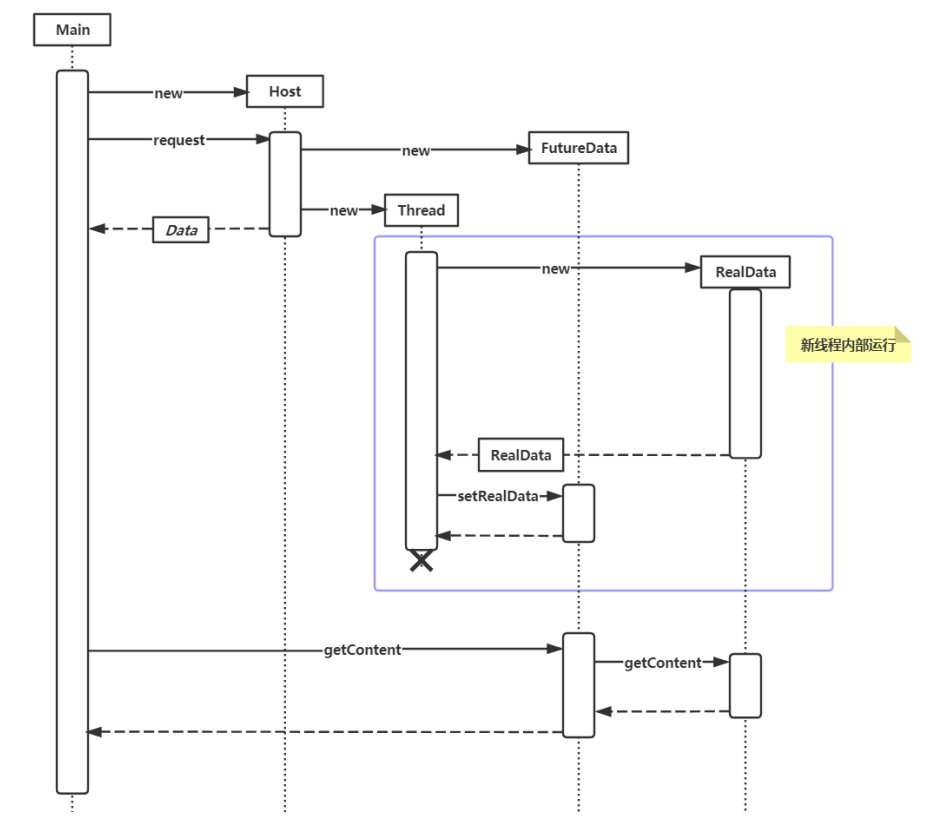 Main
new
Host
request
new
FutureData
new
Thread
Data
new
RealData
新线程内部运行
RealData
setRealData
getContent
getContent